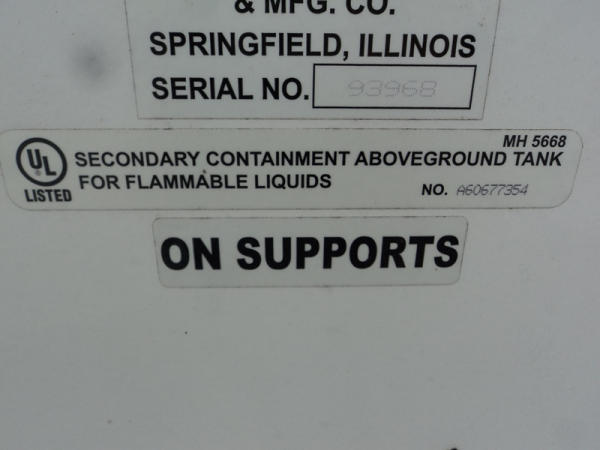 & MFG. CO.
SPRINGFIELD, ILLINOIS
SERIAL NO. 93968
MH 5668
UL
LISTED
SECONDARY CONTAINMENT ABOVEGROUND TANK
FOR FLAMMABLE LIQUIDS
NO. A60677354
ON SUPPORTS